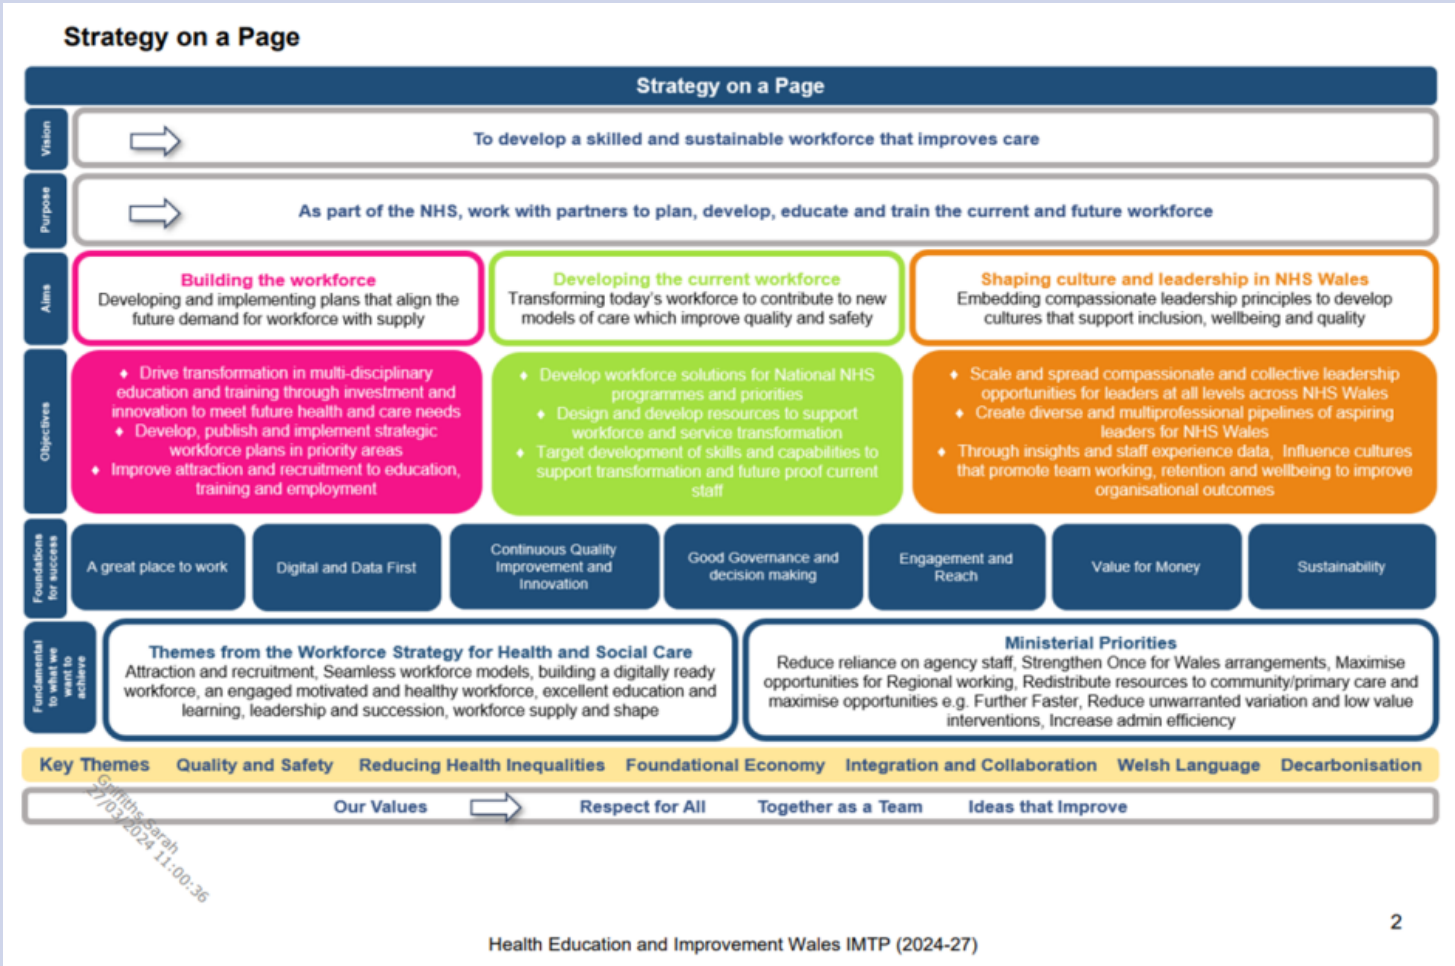 Strategy on a Page
Strategy on a Page
Vision
To develop a skilled and sustainable workforce that improves care
Purpose
As part of the NHS, work with partners to plan, develop, educate and train the current and future workforce
Aims
Building the workforce
Developing and implementing plans that align the
future demand for workforce with supply
Developing the current workforce
Transforming today's workforce to contribute to new
models of care which improve quality and safety
Shaping culture and leadership in NHS Wales
Embedding compassionate leadership principles to develop
cultures that support inclusion, wellbeing and quality
Objectives
♦ Drive transformation in multi-disciplinary
education and training through investment and
innovation to meet future health and care needs
♦ Develop, publish and implement strategic
workforce plans in priority areas
♦ Improve attraction and recruitment to education,
training and employment
♦ Develop workforce solutions for National NHS
programmes and priorities
♦ Design and develop resources to support
workforce and service transformation
♦ Target development of skills and capabilities to
support transformation and future proof current
staff
♦ Scale and spread compassionate and collective leadership
opportunities for leaders at all levels across NHS Wales
♦ Create diverse and multiprofessional pipelines of aspiring
leaders for NHS Wales
♦ Through insights and staff experience data, Influence cultures
that promote team working, retention and wellbeing to improve
organisational outcomes
Foundations
for success
A great place to work
Digital and Data First
Continuous Quality
Improvement and
Innovation
Good Governance and
decision making
Engagement and
Reach
Value for Money
Sustainability
Fundamental
to what we
want to
achieve
Themes from the Workforce Strategy for Health and Social Care
Attraction and recruitment, Seamless workforce models, building a digitally ready
workforce, an engaged motivated and healthy workforce, excellent education and
learning, leadership and succession, workforce supply and shape
Ministerial Priorities
Reduce reliance on agency staff, Strengthen Once for Wales arrangements, Maximise
opportunities for Regional working, Redistribute resources to community/primary care and
maximise opportunities e.g. Further Faster, Reduce unwarranted variation and low value
interventions, Increase admin efficiency
Key Themes Quality and Safety Reducing Health Inequalities Foundational Economy Integration and Collaboration Welsh Language Decarbonisation
Our Values Respect for All Together as a Team Ideas that Improve
Griffiths, Sarah
27/03/2024 11:00:36
2
Health Education and Improvement Wales IMTP (2024-27)